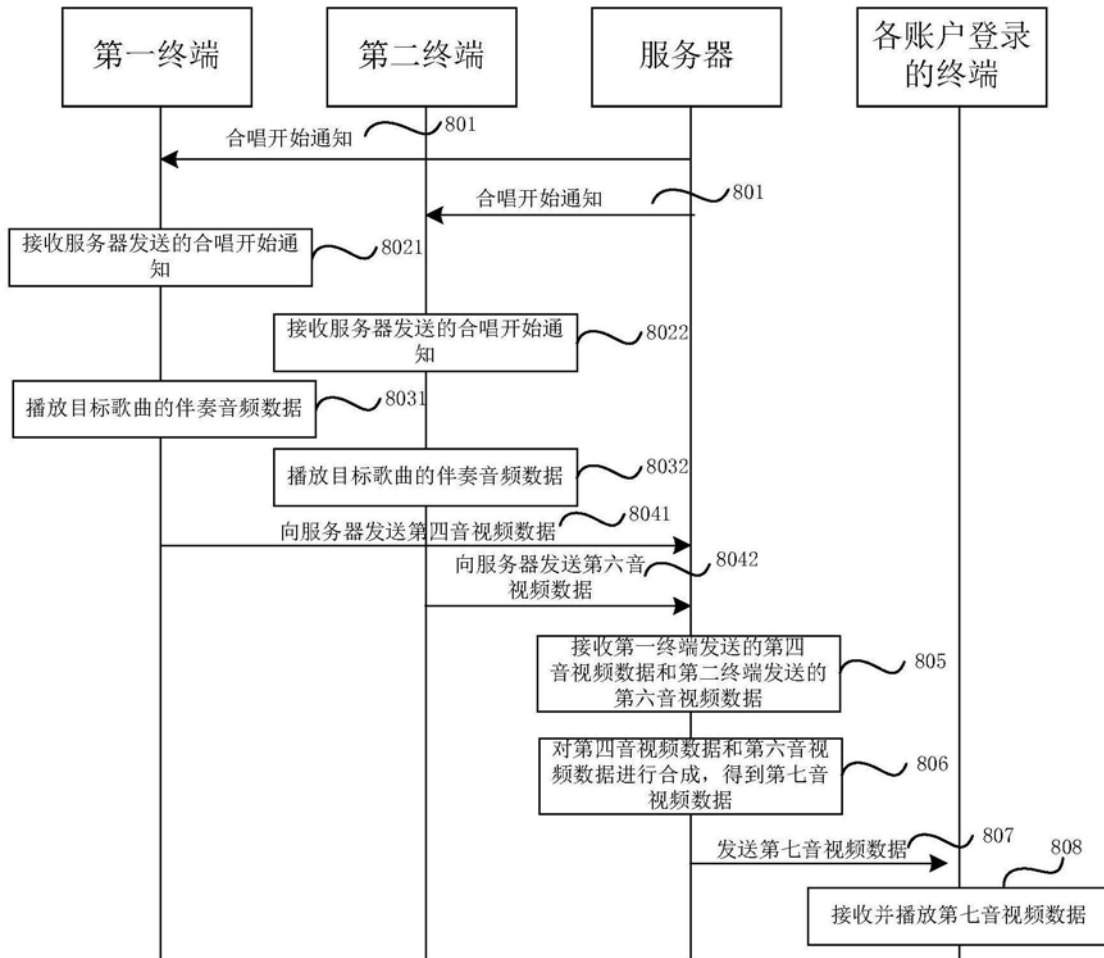 第一终端
第二终端
服务器
各账户登录
的终端
合唱开始通知
801
合唱开始通知
801
接收服务器发送的合唱开始通
知
8021
接收服务器发送的合唱开始通
知
8022
播放目标歌曲的伴奏音频数据
8031
播放目标歌曲的伴奏音频数据
8032
向服务器发送第四音视频数据
8041
向服务器发送第六音
视频数据
8042
接收第一终端发送的第四
音视频数据和第二终端发送的
第六音视频数据
805
对第四音视频数据和第六音视
频数据进行合成，得到第七音
视频数据
806
发送第七音视频数据
807
808
接收并播放第七音视频数据